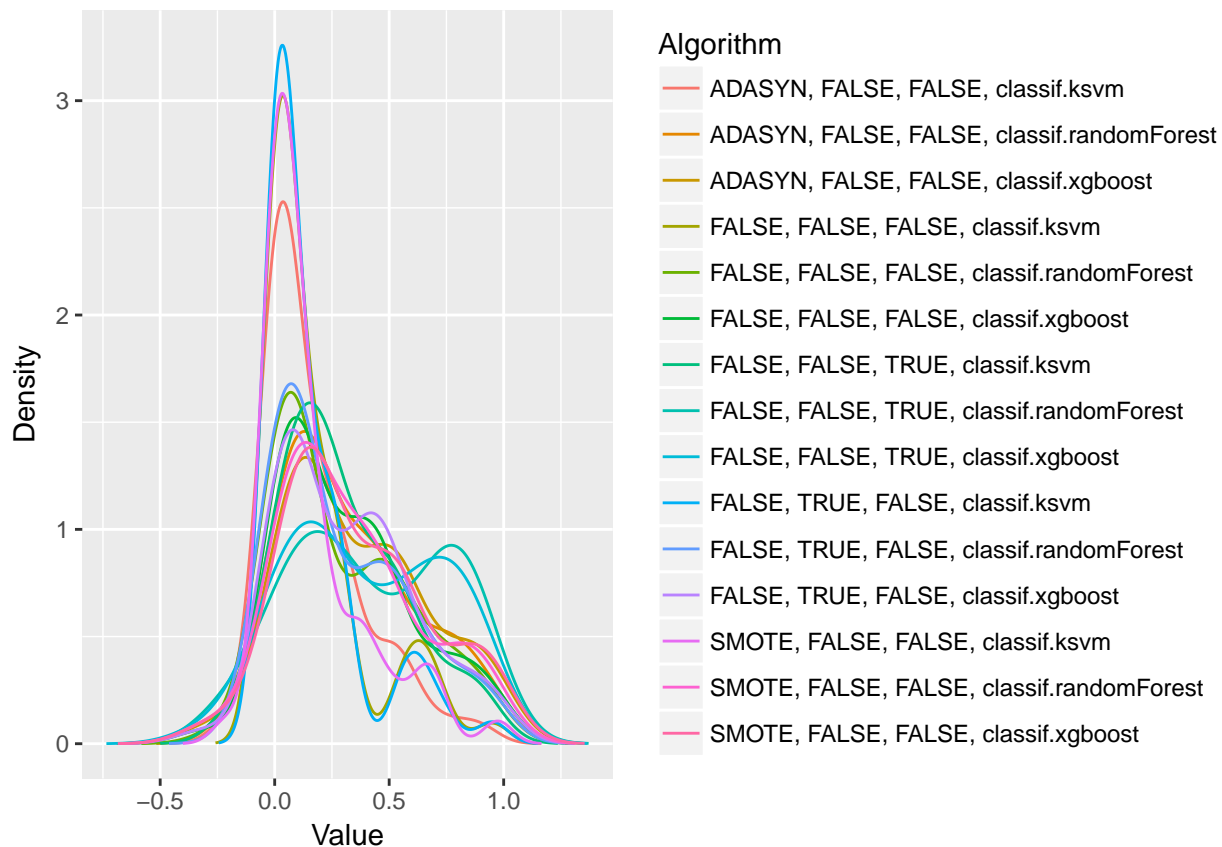 Density
3
2
1
0
−0.5
0.0
0.5
1.0
Value
Algorithm
ADASYN, FALSE, FALSE, classif.ksvm
ADASYN, FALSE, FALSE, classif.randomForest
ADASYN, FALSE, FALSE, classif.xgboost
FALSE, FALSE, FALSE, classif.ksvm
FALSE, FALSE, FALSE, classif.randomForest
FALSE, FALSE, FALSE, classif.xgboost
FALSE, FALSE, TRUE, classif.ksvm
FALSE, FALSE, TRUE, classif.randomForest
FALSE, FALSE, TRUE, classif.xgboost
FALSE, TRUE, FALSE, classif.ksvm
FALSE, TRUE, FALSE, classif.randomForest
FALSE, TRUE, FALSE, classif.xgboost
SMOTE, FALSE, FALSE, classif.ksvm
SMOTE, FALSE, FALSE, classif.randomForest
SMOTE, FALSE, FALSE, classif.xgboost